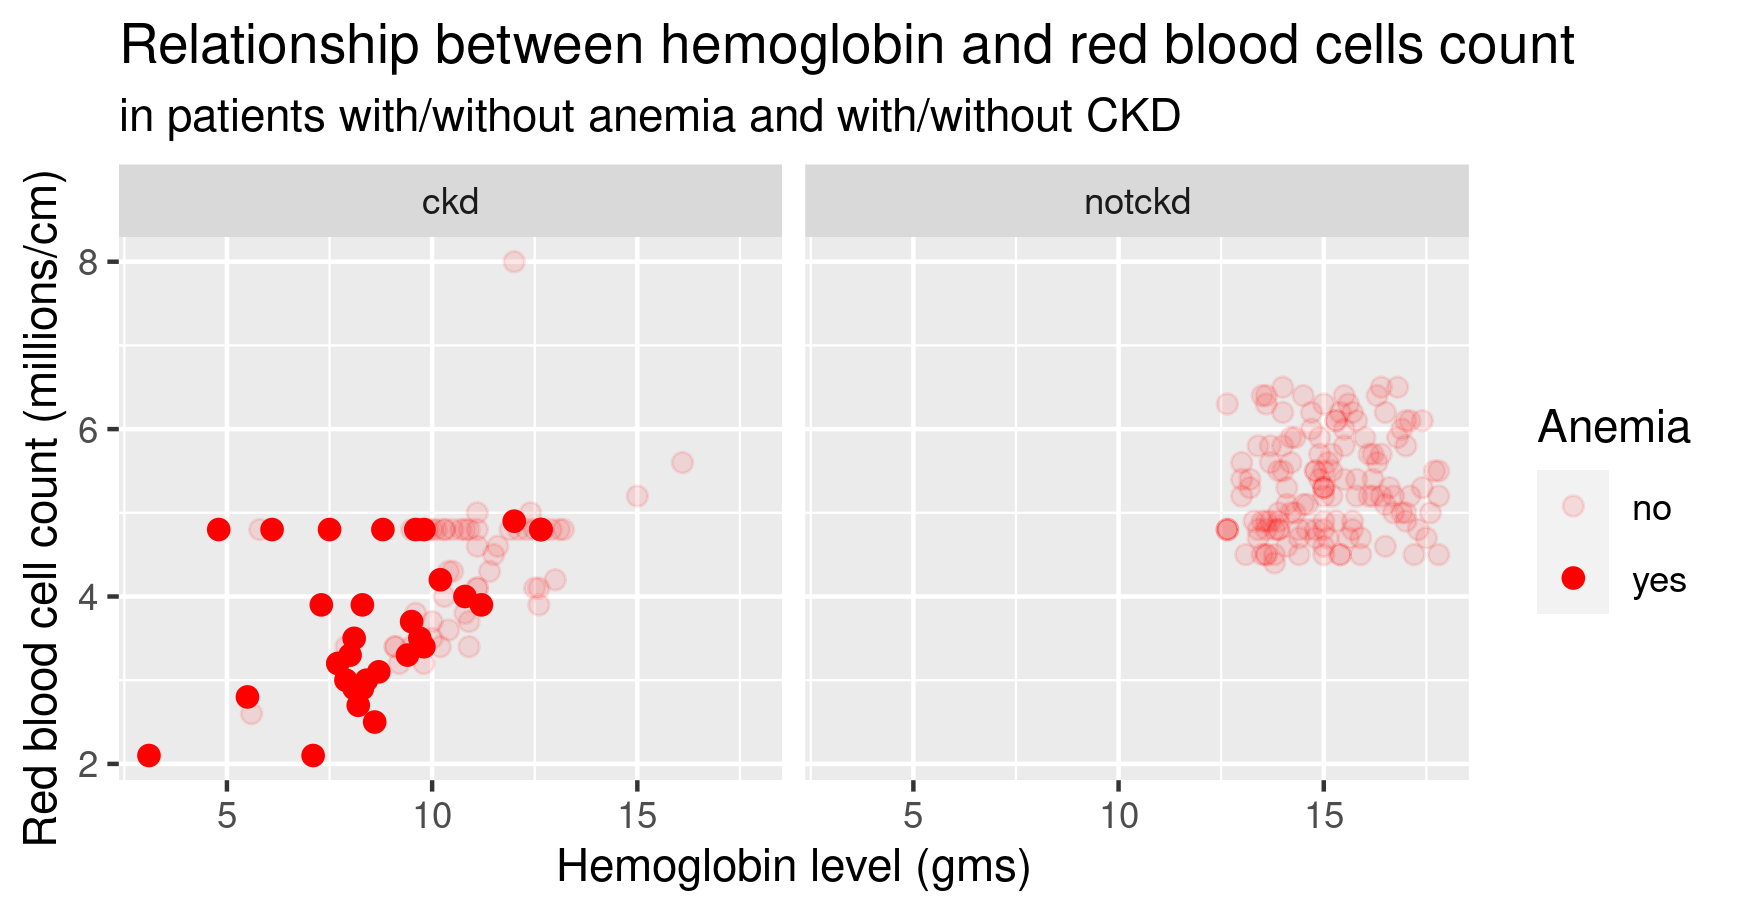 Relationship between hemoglobin and red blood cells count
in patients with/without anemia and with/without CKD
ckd
notckd
Red blood cell count (millions/cm)
8
6
4
2
5
10
15
5
10
15
Hemoglobin level (gms)
Anemia
no
yes